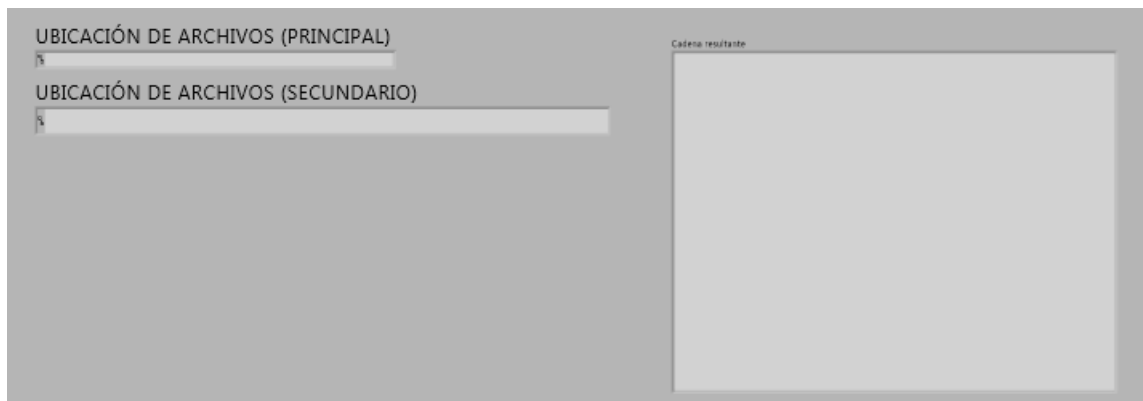 UBICACIÓN DE ARCHIVOS (PRINCIPAL)
UBICACIÓN DE ARCHIVOS (SECUNDARIO)
Cadena resultante